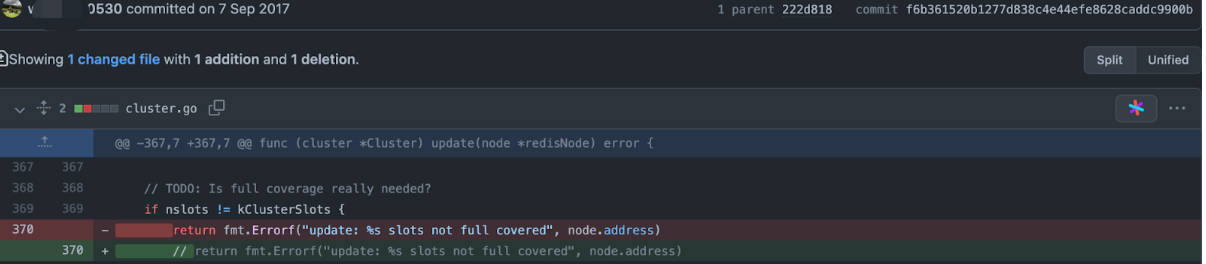 0530 committed on 7 Sep 2017 1 parent 222d818 commit f6b361520b1277d838c4e44efe8628caddc9900b
Showing 1 changed file with 1 addition and 1 deletion. Split Unified
2 cluster.go
@@ -367,7 +367,7 @@ func (cluster *Cluster) update(node *redisNode) error {
367 367
368 368 // TODO: Is full coverage really needed?
369 369 if nslots != kClusterSlots {
370 - return fmt.Errorf("update: %s slots not full covered", node.address)
370 + // return fmt.Errorf("update: %s slots not full covered", node.address)